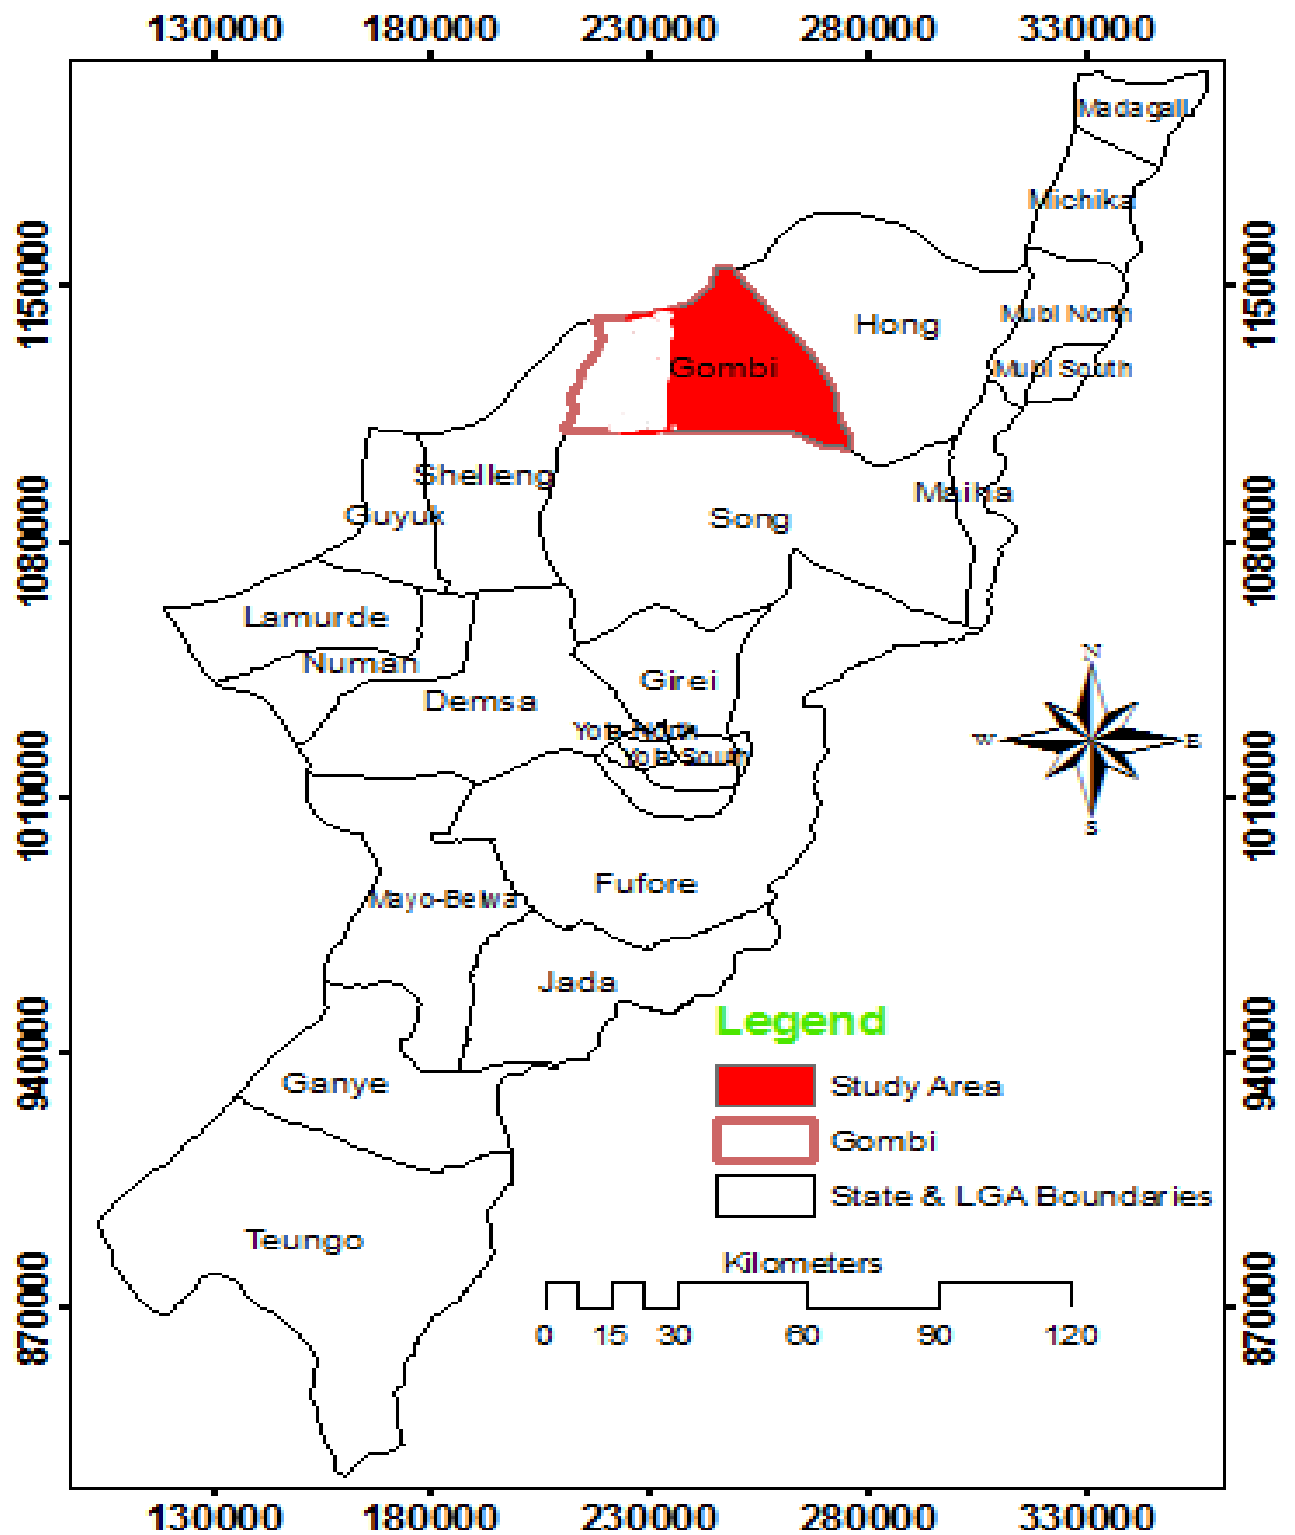 130000 180000 230000 280000 330000
Madagali
Michika
1150000 1150000
Mubi North
Hong
Gombi
Mubi South
Shelleng
Maiha
Guyuk
Song
1080000 1080000
Lamurde
Numan
N
Girei
Demsa
Yola North
W E
Yola South
1010000 1010000
S
Fufore
Mayo-Belwa
Jada
Legend
940000 940000
Ganye
Study Area
Gombi
State & LGA Boundaries
Teungo
Kilometers
870000 870000
0 15 30 60 90 120
130000 180000 230000 280000 330000